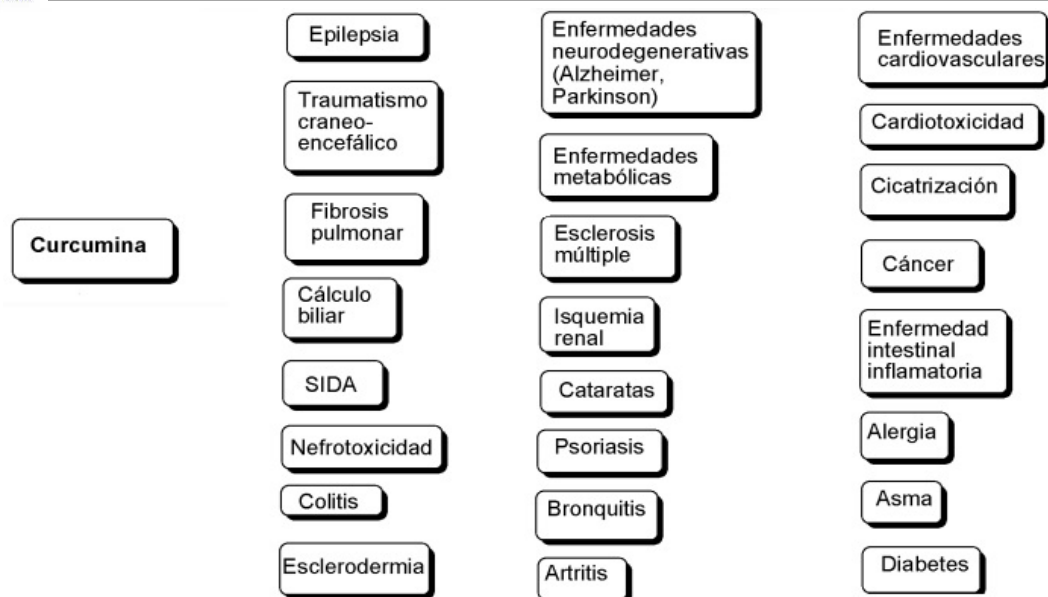 Curcumina
Epilepsia
Traumatismo
craneo-
encefálico
Fibrosis
pulmonar
Cálculo
biliar
SIDA
Nefrotoxicidad
Colitis
Esclerodermia
Enfermedades
neurodegenerativas
(Alzheimer,
Parkinson)
Enfermedades
metabólicas
Esclerosis
múltiple
Isquemia
renal
Cataratas
Psoriasis
Bronquitis
Artritis
Enfermedades
cardiovasculares
Cardiotoxicidad
Cicatrización
Cáncer
Enfermedad
intestinal
inflamatoria
Alergia
Asma
Diabetes